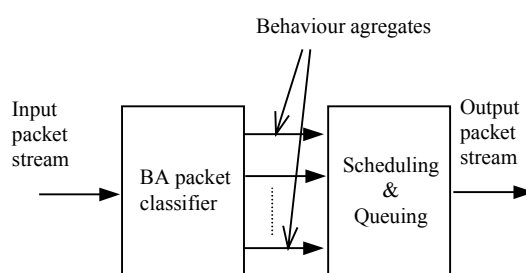 Behaviour agregates
Input
packet
stream
BA packet
classifier
Scheduling
&
Queuing
Output
packet
stream